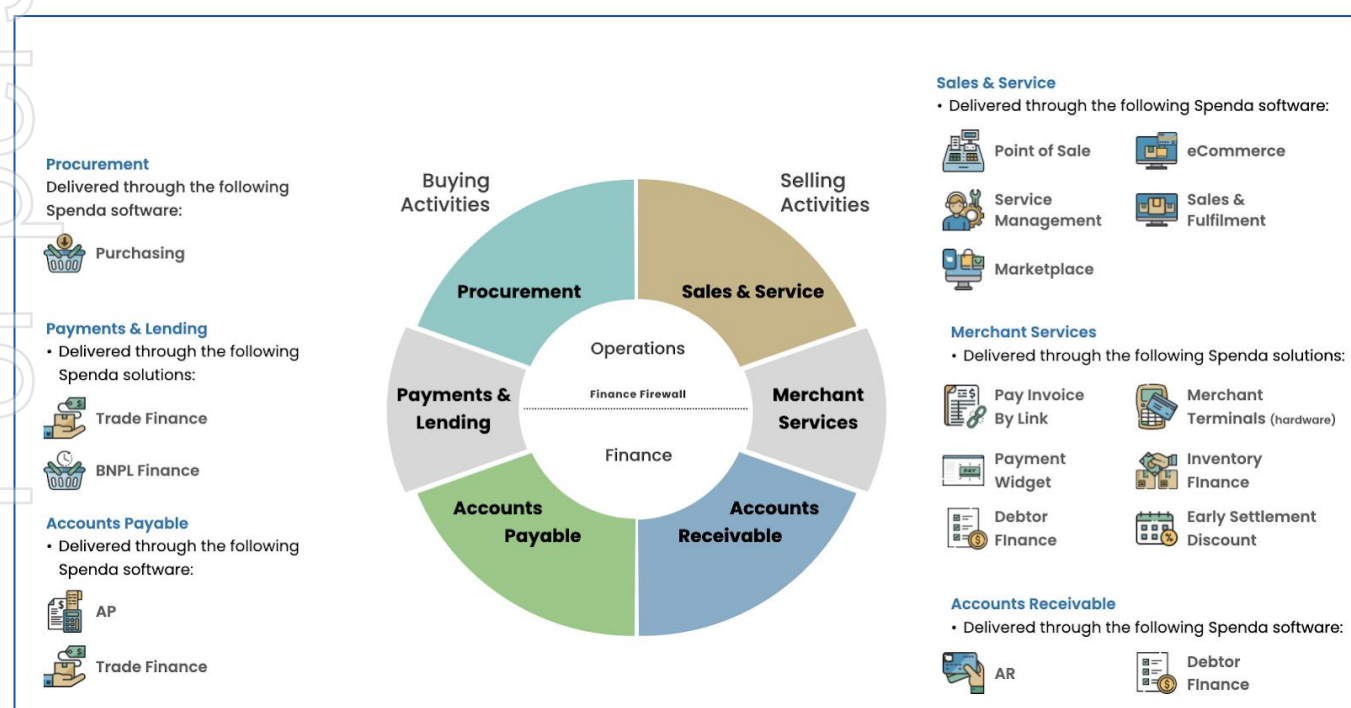 Procurement
Delivered through the following
Spenda software:
Purchasing
Payments & Lending
• Delivered through the following
Spenda solutions:
Trade Finance
BNPL Finance
Accounts Payable
• Delivered through the following
Spenda software:
AP
Trade Finance
Buying
Activities
Selling
Activities
Procurement
Sales & Service
Operations
Finance Firewall
Payments &
Lending
Merchant
Services
Finance
Accounts
Payable
Accounts
Receivable
Sales & Service
• Delivered through the following Spenda software:
Point of Sale
eCommerce
Service
Management
Sales &
Fulfilment
Marketplace
Merchant Services
• Delivered through the following Spenda solutions:
Pay Invoice
By Link
Merchant
Terminals (hardware)
Payment
Widget
Inventory
FInance
Debtor
FInance
Early Settlement
Discount
Accounts Receivable
• Delivered through the following Spenda software:
AR
Debtor
FInance